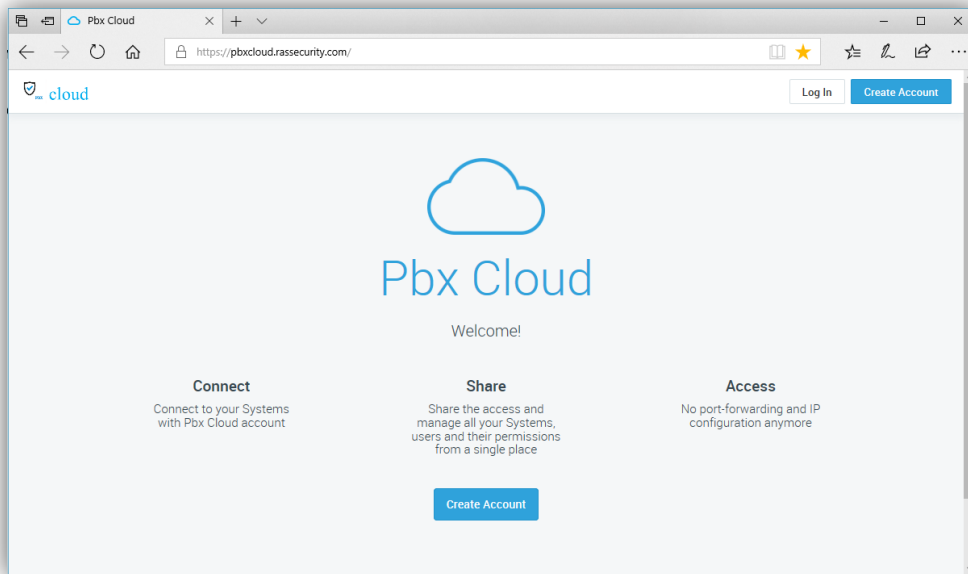 Pbx Cloud
https://pbxcloud.rassecurity.com/
cloud
Log In
Create Account
Pbx Cloud
Welcome!
Connect
Connect to your Systems
with Pbx Cloud account
Share
Share the access and
manage all your Systems,
users and their permissions
from a single place
Access
No port-forwarding and IP
configuration anymore
Create Account